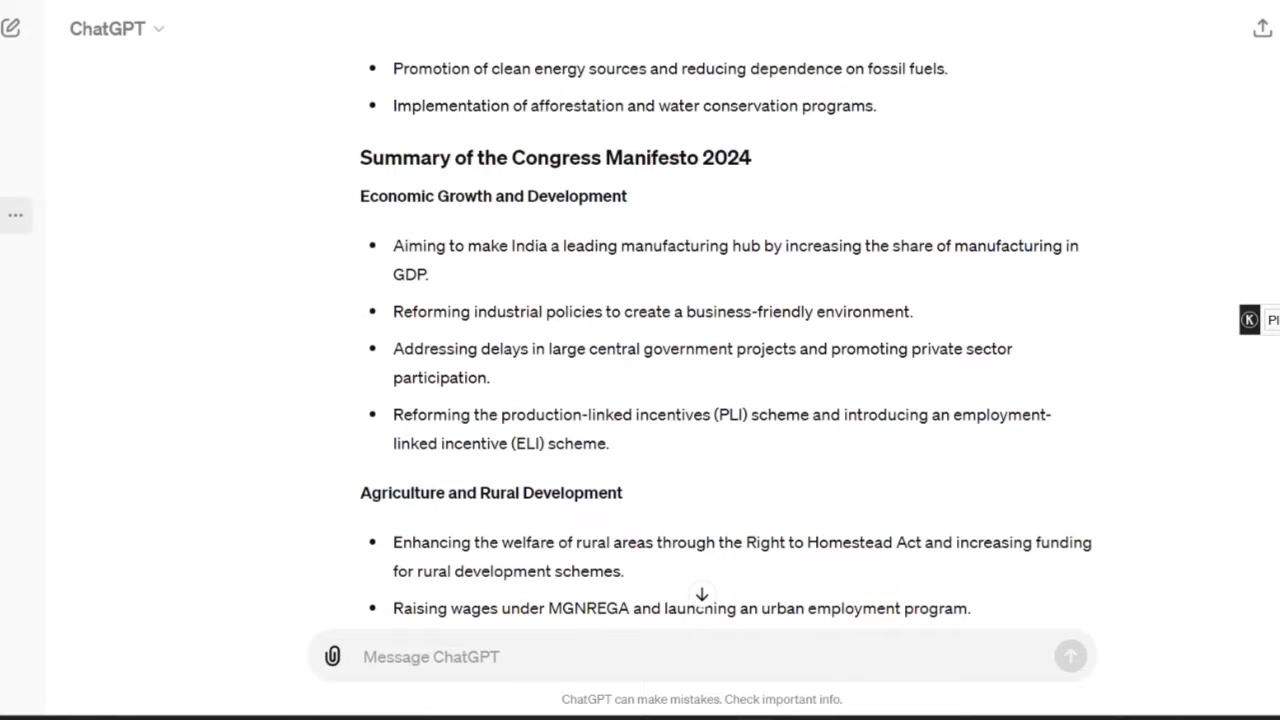 ChatGPT
• Promotion of clean energy sources and reducing dependence on fossil fuels.
• Implementation of afforestation and water conservation programs.
Summary of the Congress Manifesto 2024
Economic Growth and Development
• Aiming to make India a leading manufacturing hub by increasing the share of manufacturing in
GDP.
• Reforming industrial policies to create a business-friendly environment.
K Pl
• Addressing delays in large central government projects and promoting private sector
participation.
• Reforming the production-linked incentives (PLI) scheme and introducing an employment-
linked incentive (ELI) scheme.
Agriculture and Rural Development
• Enhancing the welfare of rural areas through the Right to Homestead Act and increasing funding
for rural development schemes.
• Raising wages under MGNREGA and launching an urban employment program.
Message ChatGPT
ChatGPT can make mistakes. Check important info.